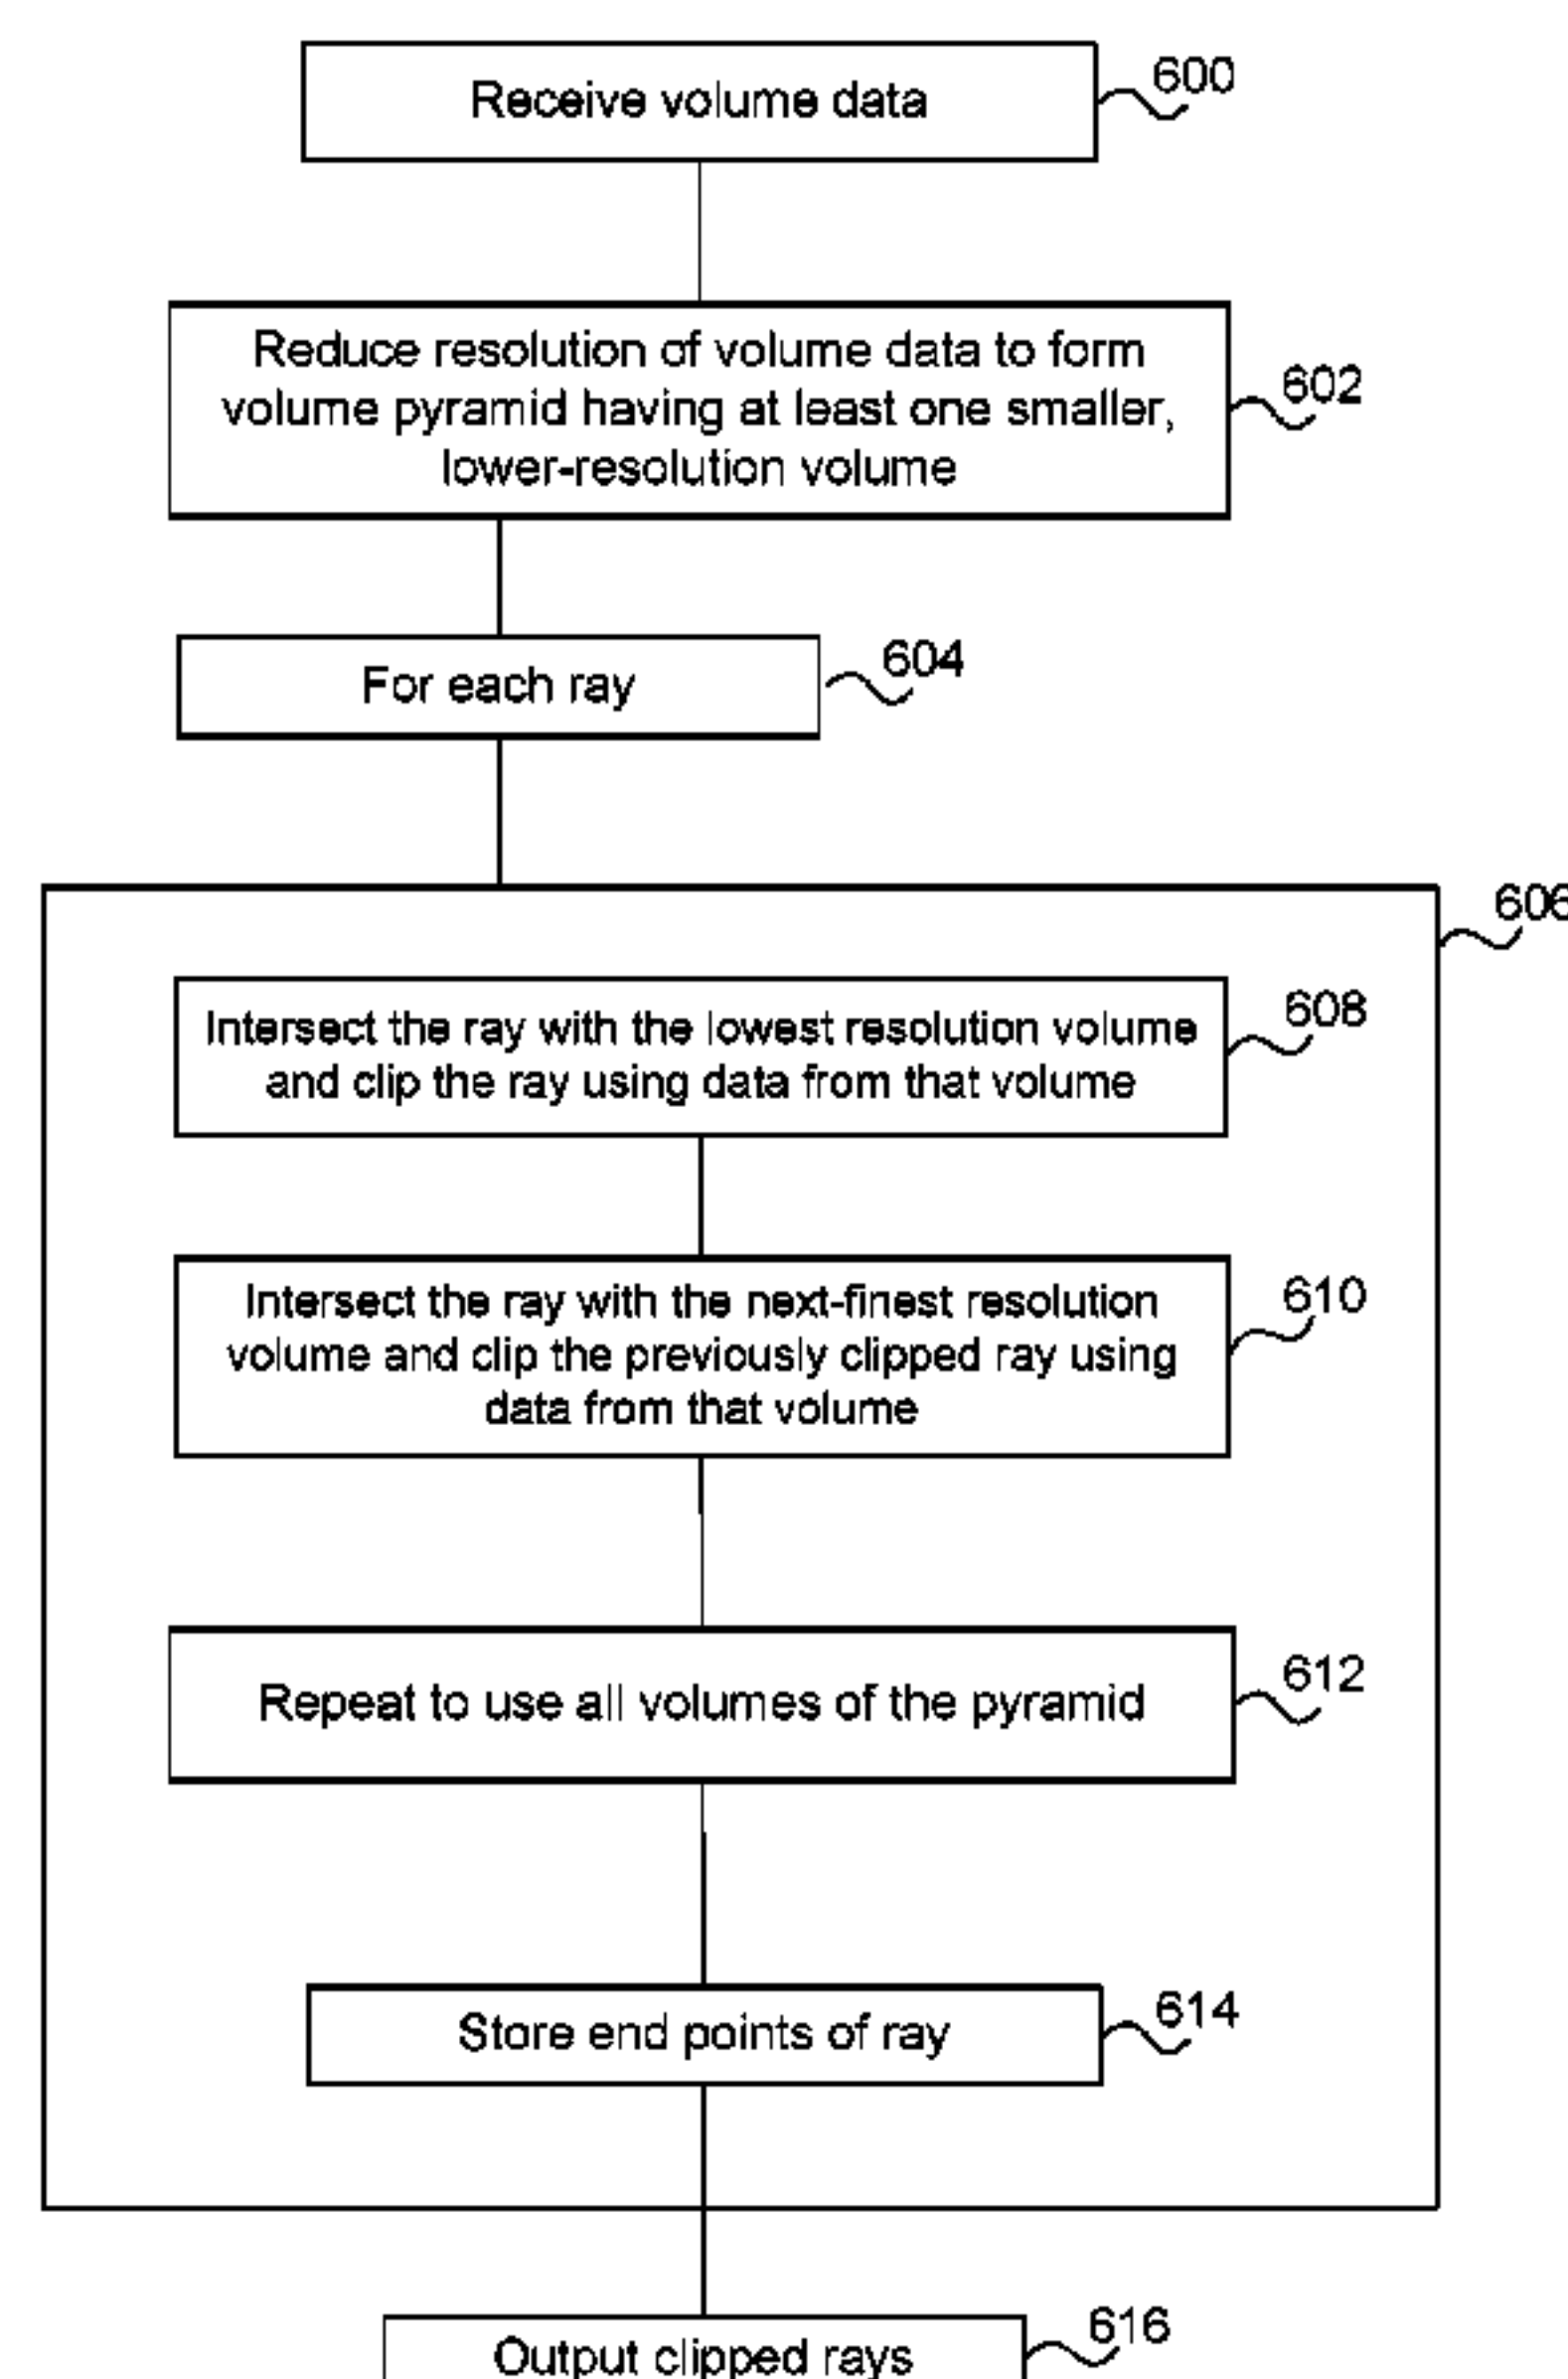 Receive volume data
600
Reduce resolution of volume data to form
volume pyramid having at least one smaller,
lower-resolution volume
602
For each ray
604
606
Intersect the ray with the lowest resolution volume
and clip the ray using data from that volume
608
Intersect the ray with the next-finest resolution
volume and clip the previously clipped ray using
data from that volume
610
Repeat to use all volumes of the pyramid
612
Store end points of ray
614
Output clipped rays
616